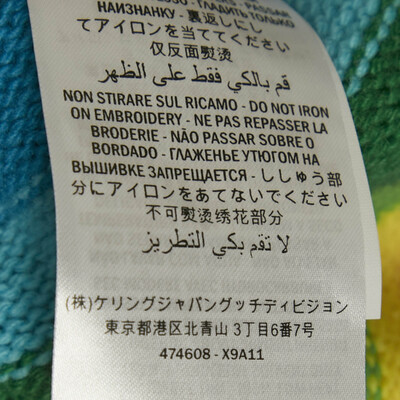 PASSARO
ГЛАДИТЬ ТОЛЬКО
НАИЗНАНКУ - 裏返しにし
てアイロンを当ててください
仅反面熨烫
قم بالكي فقط على الظهر
NON STIRARE SUL RICAMO - DO NOT IRON
ON EMBROIDERY - NE PAS REPASSER LA
BRODERIE - NÃO PASSAR SOBRE O
BORDADO - ГЛАЖЕНЬЕ УТЮГОМ НА
ВЫШИВКЕ ЗАПРЕЩАЕТСЯ - ししゅう部
分にアイロンをあてないでください
不可熨烫绣花部分
لا تقم بكي التطريز
(株)ケリングジャパングッチディビジョン
東京都港区北青山 3丁目6番7号
474608 - X9A11